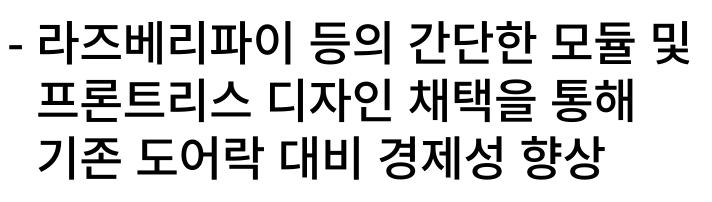 - 라즈베리파이 등의 간단한 모듈 및
프론트리스 디자인 채택을 통해
기존 도어락 대비 경제성 향상